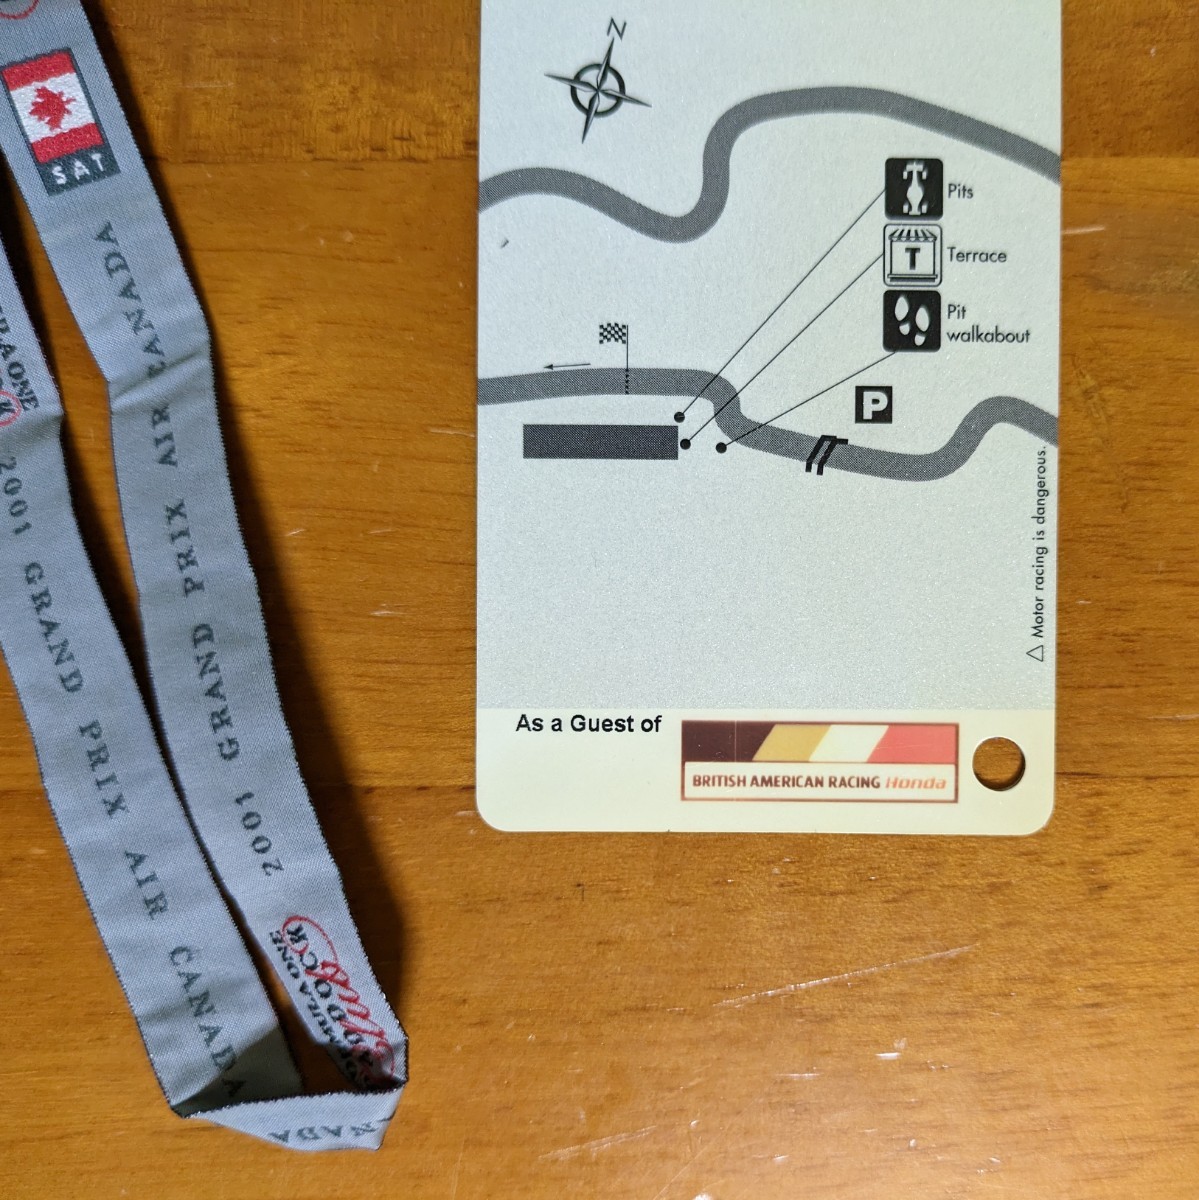 SAT
2001 GRAND PRIX AIR CANADA
2001 GRAND PRIX AIR CANADA
N
Pits
T
Terrace
Pit
walkabout
P
⚠ Motor racing is dangerous.
As a Guest of
BRITISH AMERICAN RACING Honda